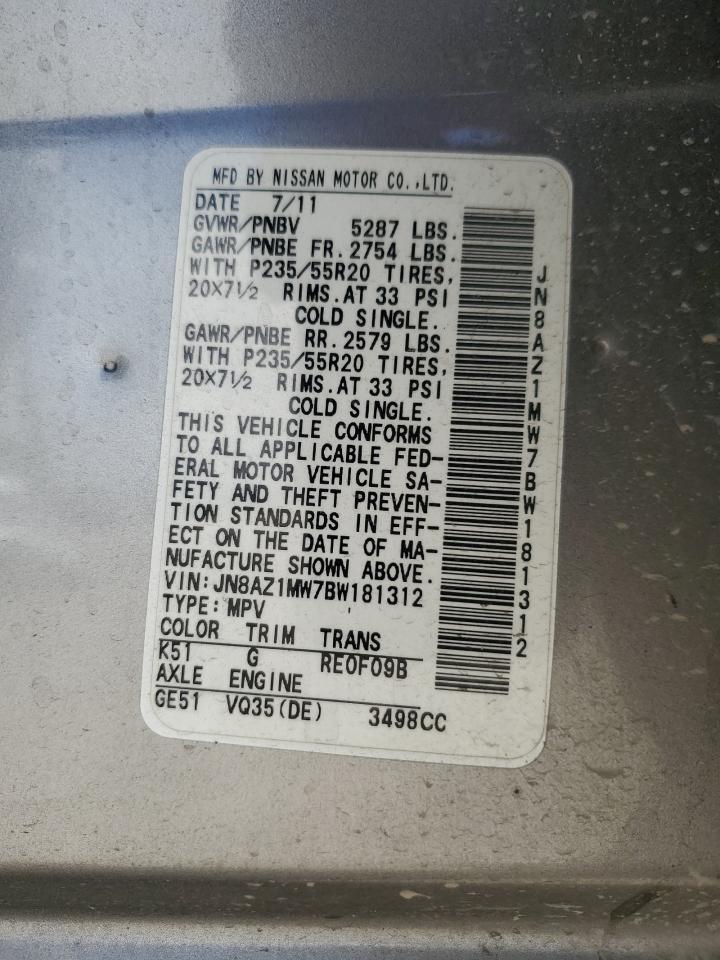 MFD BY NISSAN MOTOR CO.,LTD.
DATE 7/11
GVWR/PNBV 5287 LBS.
GAWR/PNBE FR. 2754 LBS.
WITH P235/55R20 TIRES,
20X7½ RIMS.AT 33 PSI
COLD SINGLE.
GAWR/PNBE RR. 2579 LBS.
WITH P235/55R20 TIRES,
20X7½ RIMS.AT 33 PSI
COLD SINGLE.
THIS VEHICLE CONFORMS
TO ALL APPLICABLE FED-
ERAL MOTOR VEHICLE SA-
FETY AND THEFT PREVEN-
TION STANDARDS IN EFF-
ECT ON THE DATE OF MA-
NUFACTURE SHOWN ABOVE.
VIN:JN8AZ1MW7BW181312
TYPE:MPV
COLOR TRIM TRANS
K51 G RE0F09B
AXLE ENGINE
GE51 VQ35(DE) 3498CC
JN8AZ1MW7BW181312